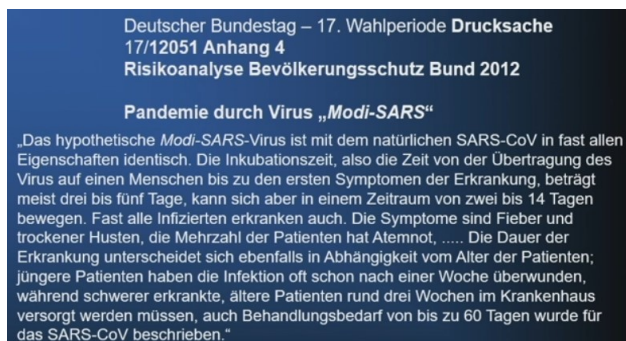 Deutscher Bundestag – 17. Wahlperiode Drucksache
17/12051 Anhang 4
Risikoanalyse Bevölkerungsschutz Bund 2012
Pandemie durch Virus „Modi-SARS“
„Das hypothetische Modi-SARS-Virus ist mit dem natürlichen SARS-CoV in fast allen
Eigenschaften identisch. Die Inkubationszeit, also die Zeit von der Übertragung des
Virus auf einen Menschen bis zu den ersten Symptomen der Erkrankung, beträgt
meist drei bis fünf Tage, kann sich aber in einem Zeitraum von zwei bis 14 Tagen
bewegen. Fast alle Infizierten erkranken auch. Die Symptome sind Fieber und
trockener Husten, die Mehrzahl der Patienten hat Atemnot, ..... Die Dauer der
Erkrankung unterscheidet sich ebenfalls in Abhängigkeit vom Alter der Patienten;
jüngere Patienten haben die Infektion oft schon nach einer Woche überwunden,
während schwerer erkrankte, ältere Patienten rund drei Wochen im Krankenhaus
versorgt werden müssen, auch Behandlungsbedarf von bis zu 60 Tagen wurde für
das SARS-CoV beschrieben.“